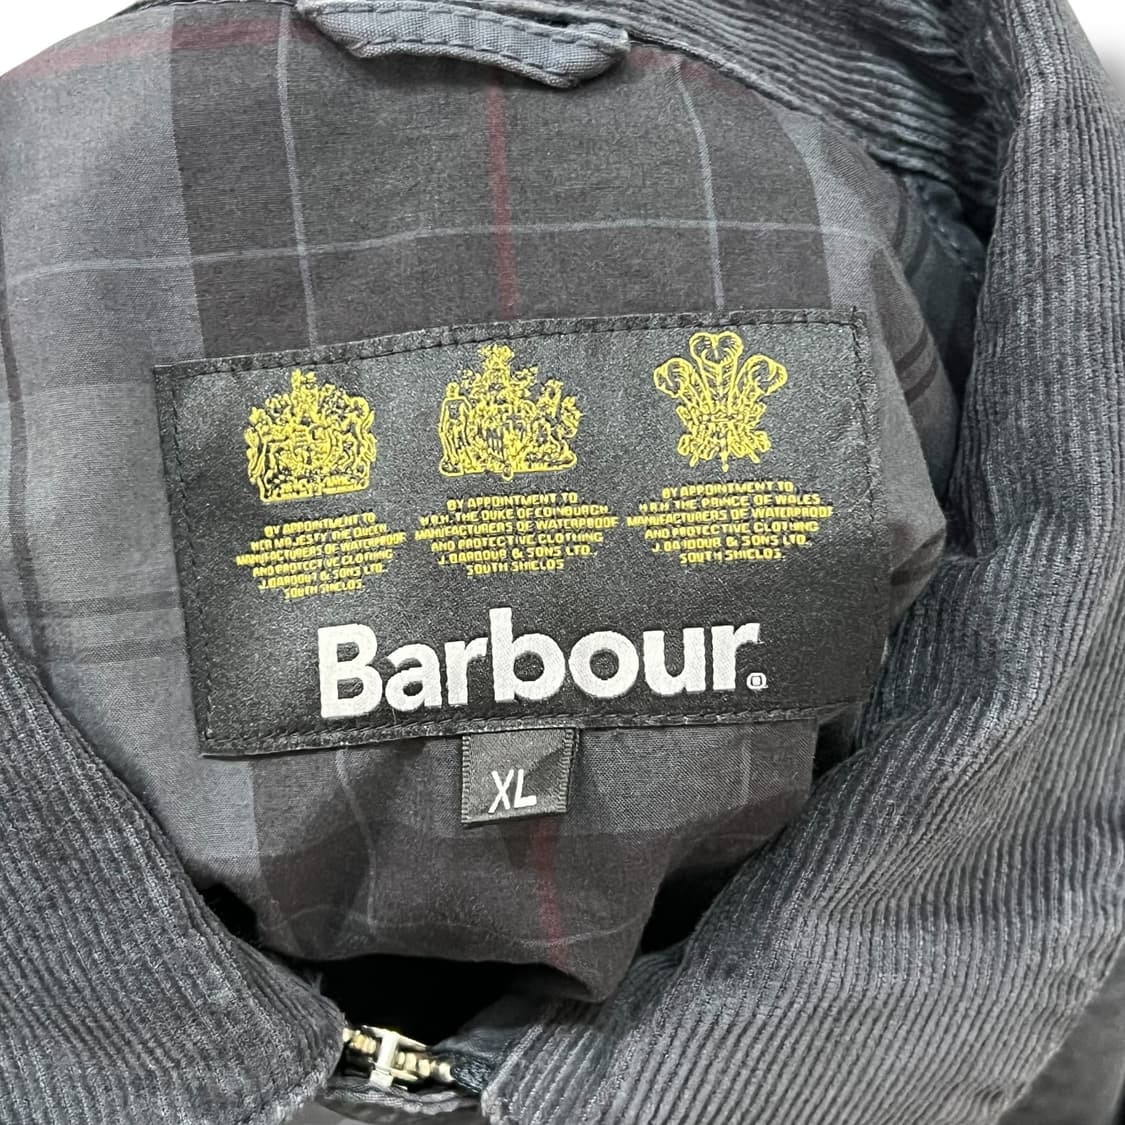 BY APPOINTMENT TO
HER MAJESTY THE QUEEN
MANUFACTURERS OF WATERPROOF
AND PROTECTIVE CLOTHING
J. BARBOUR & SONS LTD.
SOUTH SHIELDS.
BY APPOINTMENT TO
H.R.H. THE DUKE OF EDINBURGH
MANUFACTURERS OF WATERPROOF
AND PROTECTIVE CLOTHING
J. BARBOUR & SONS LTD.
SOUTH SHIELDS
BY APPOINTMENT TO
H.R.H. THE PRINCE OF WALES
MANUFACTURERS OF WATERPROOF
AND PROTECTIVE CLOTHING
J. BARBOUR & SONS LTD.
SOUTH SHIELDS.
Barbour®
XL